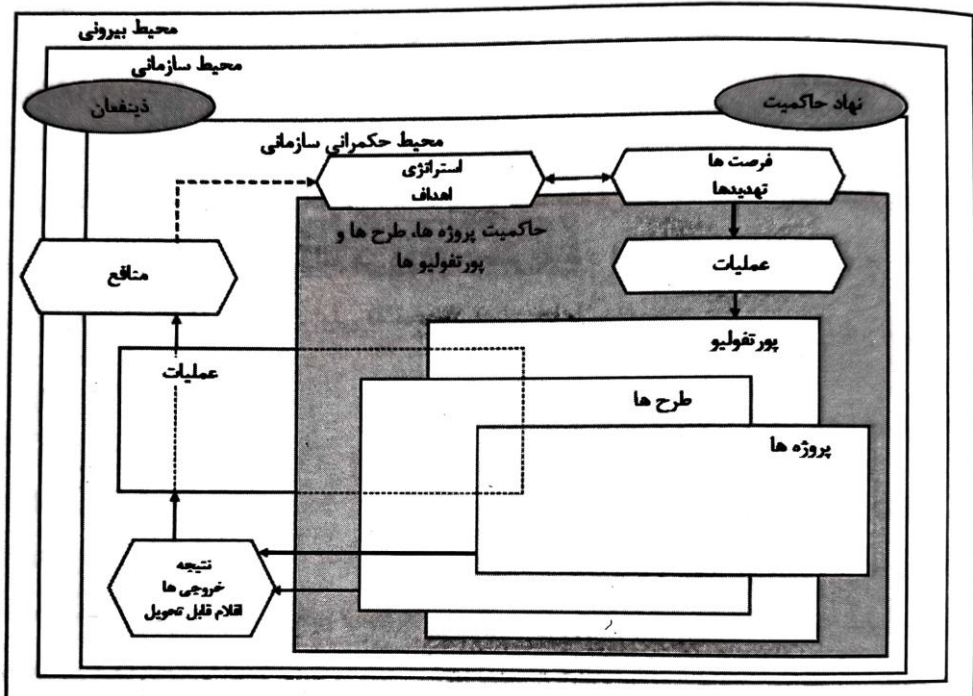 محیط بیرونی
محیط سازمانی
ذینفعان
نهاد حاکمیت
محیط حکمرانی سازمانی
استراتژی
اهداف
فرصت ها
تهدیدها
حاکمیت پروژه ها، طرح ها و
پورتفولیو ها
عملیات
منافع
پورتفولیو
عملیات
طرح ها
پروژه ها
نتیجه
خروجی ها
اقلام قابل تحویل